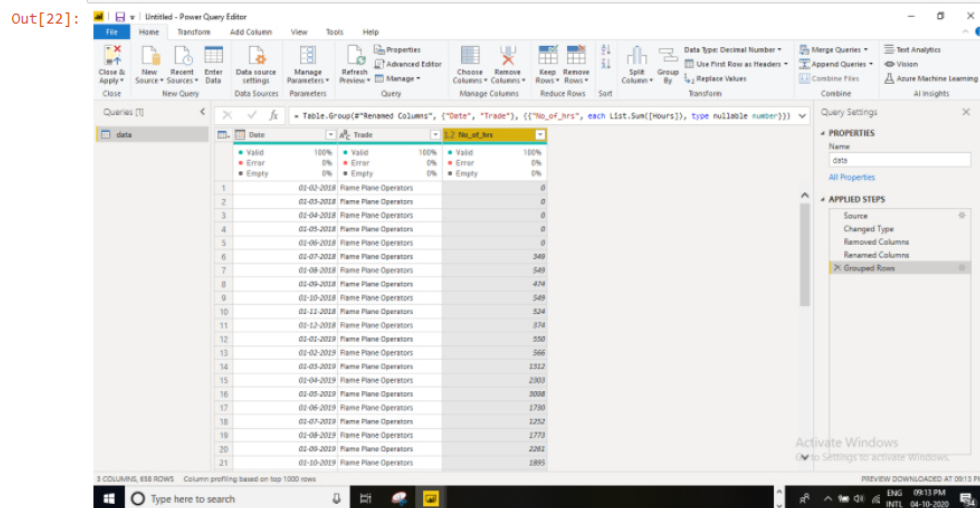 Out[22]:
Untitled - Power Query Editor
File Home Transform Add Column View Tools Help
Close & Apply
New Source
Recent Sources
Enter Data
Data source settings
Manage Parameters
Refresh Preview
Properties
Advanced Editor
Manage
Choose Columns
Remove Columns
Keep Rows
Remove Rows
Split Column
Group By
Data Type: Decimal Number
Use First Row as Headers
Replace Values
Merge Queries
Append Queries
Combine Files
Text Analytics
Vision
Azure Machine Learning
Close New Query Data Sources Parameters Query Manage Columns Reduce Rows Sort Transform Combine AI Insights
Queries [1]
data
fx = Table.Group(#"Renamed Columns", {"Date", "Trade"}, {{"No_of_hrs", each List.Sum([Hours]), type nullable number}})
Date Trade 1.2 No_of_hrs
Valid 100% Valid 100% Valid 100%
Error 0% Error 0% Error 0%
Empty 0% Empty 0% Empty 0%
1 01-02-2018 Flame Plane Operators 0
2 01-03-2018 Flame Plane Operators 0
3 01-04-2018 Flame Plane Operators 0
4 01-05-2018 Flame Plane Operators 0
5 01-06-2018 Flame Plane Operators 0
6 01-07-2018 Flame Plane Operators 349
7 01-08-2018 Flame Plane Operators 549
8 01-09-2018 Flame Plane Operators 474
9 01-10-2018 Flame Plane Operators 549
10 01-11-2018 Flame Plane Operators 524
11 01-12-2018 Flame Plane Operators 374
12 01-01-2019 Flame Plane Operators 550
13 01-02-2019 Flame Plane Operators 566
14 01-03-2019 Flame Plane Operators 1312
15 01-04-2019 Flame Plane Operators 2303
16 01-05-2019 Flame Plane Operators 3098
17 01-06-2019 Flame Plane Operators 1730
18 01-07-2019 Flame Plane Operators 1252
19 01-08-2019 Flame Plane Operators 1773
20 01-09-2019 Flame Plane Operators 2261
21 01-10-2019 Flame Plane Operators 1895
Query Settings
PROPERTIES
Name
data
All Properties
APPLIED STEPS
Source
Changed Type
Removed Columns
Renamed Columns
Grouped Rows
Activate Windows
to Settings to activate Windows.
3 COLUMNS, 658 ROWS Column profiling based on top 1000 rows
PREVIEW DOWNLOADED AT 09:13 PM
Type here to search
ENG 09:13 PM
INTL 04-10-2020